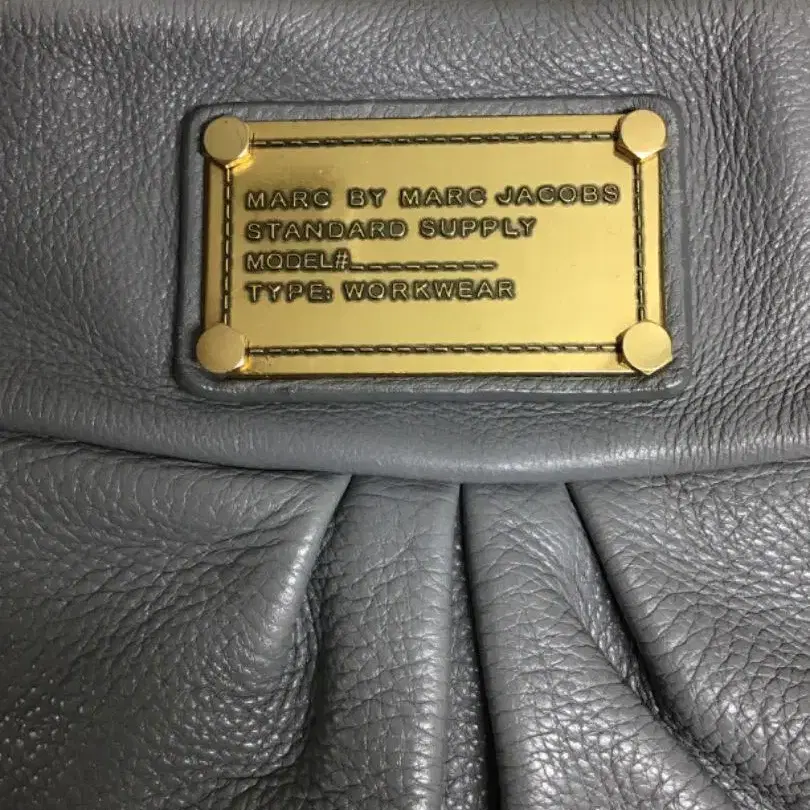 MARC BY MARC JACOBS
STANDARD SUPPLY
MODEL#_________
TYPE: WORKWEAR